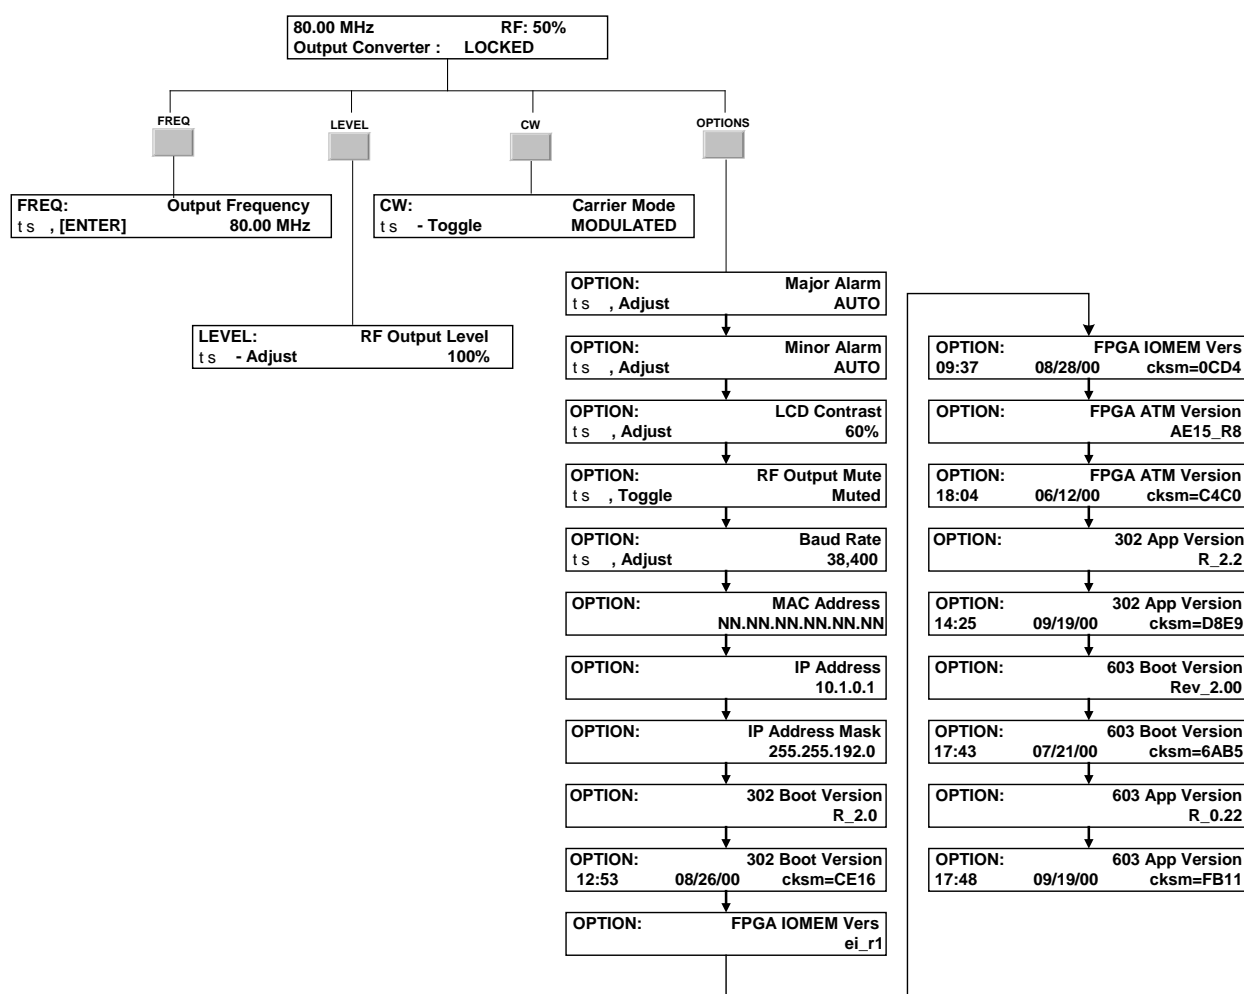 80.00 MHz RF: 50%
Output Converter : LOCKED
FREQ
LEVEL
CW
OPTIONS
FREQ: Output Frequency
t s , [ENTER] 80.00 MHz
CW: Carrier Mode
t s - Toggle MODULATED
LEVEL: RF Output Level
t s - Adjust 100%
OPTION: Major Alarm
t s , Adjust AUTO
OPTION: Minor Alarm
t s , Adjust AUTO
OPTION: LCD Contrast
t s , Adjust 60%
OPTION: RF Output Mute
t s , Toggle Muted
OPTION: Baud Rate
t s , Adjust 38,400
OPTION: MAC Address
NN.NN.NN.NN.NN.NN
OPTION: IP Address
10.1.0.1
OPTION: IP Address Mask
255.255.192.0
OPTION: 302 Boot Version
R_2.0
OPTION: 302 Boot Version
12:53 08/26/00 cksm=CE16
OPTION: FPGA IOMEM Vers
ei_r1
OPTION: FPGA IOMEM Vers
09:37 08/28/00 cksm=0CD4
OPTION: FPGA ATM Version
AE15_R8
OPTION: FPGA ATM Version
18:04 06/12/00 cksm=C4C0
OPTION: 302 App Version
R_2.2
OPTION: 302 App Version
14:25 09/19/00 cksm=D8E9
OPTION: 603 Boot Version
Rev_2.00
OPTION: 603 Boot Version
17:43 07/21/00 cksm=6AB5
OPTION: 603 App Version
R_0.22
OPTION: 603 App Version
17:48 09/19/00 cksm=FB11